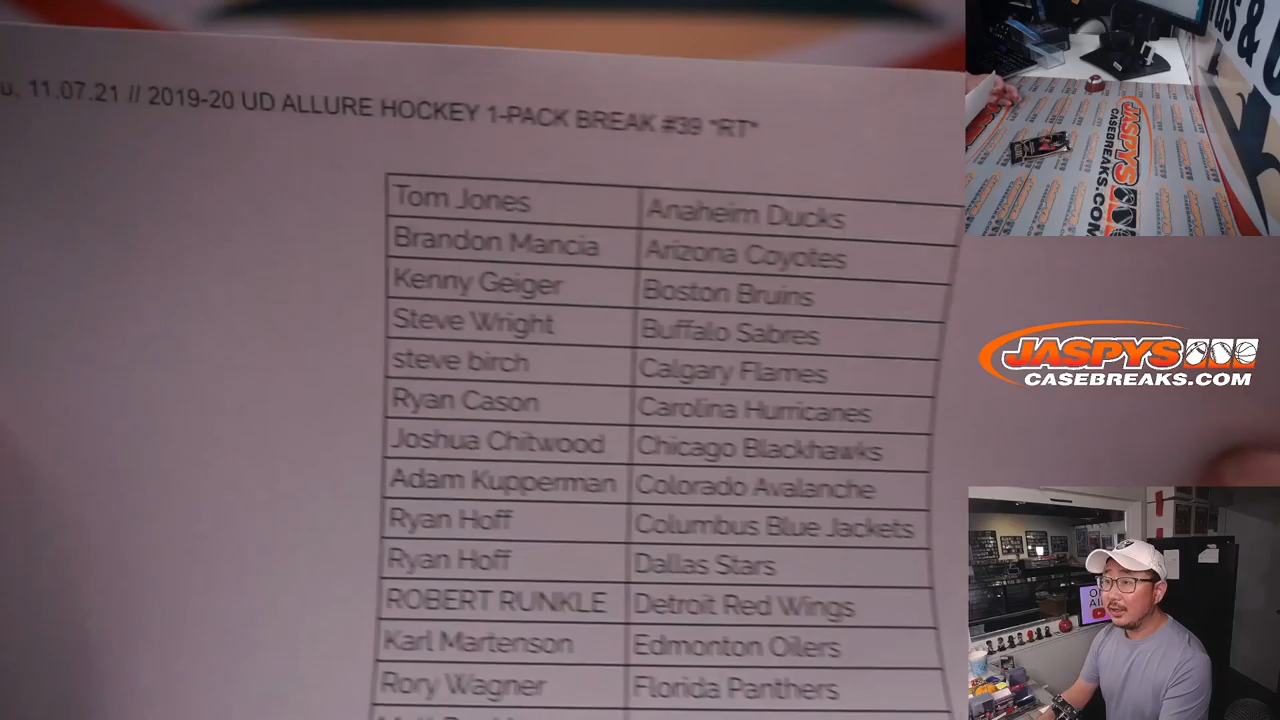 11.07.21 // 2019-20 UD ALLURE HOCKEY 1-PACK BREAK #39 *RT*
Tom Jones Anaheim Ducks
Brandon Mancia Arizona Coyotes
Kenny Geiger Boston Bruins
Steve Wright Buffalo Sabres
steve birch Calgary Flames
Ryan Cason Carolina Hurricanes
Joshua Chitwood Chicago Blackhawks
Adam Kupperman Colorado Avalanche
Ryan Hoff Columbus Blue Jackets
Ryan Hoff Dallas Stars
ROBERT RUNKLE Detroit Red Wings
Karl Martenson Edmonton Oilers
Rory Wagner Florida Panthers
JASPYS
CASEBREAKS.COM
JASPYS
CASEBREAKS.COM